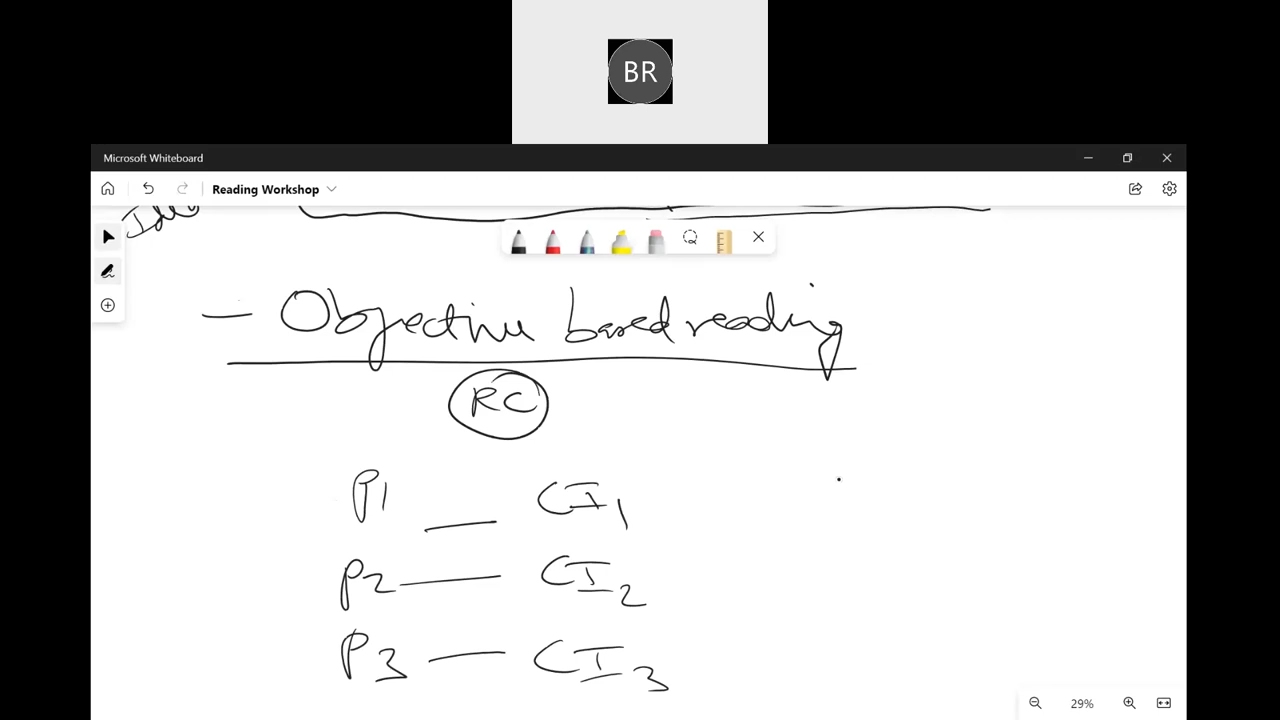 BR
Microsoft Whiteboard
Reading Workshop
— Objective based reading
RC
P1 — CI1
P2 — CI2
P3 — CI3
29%